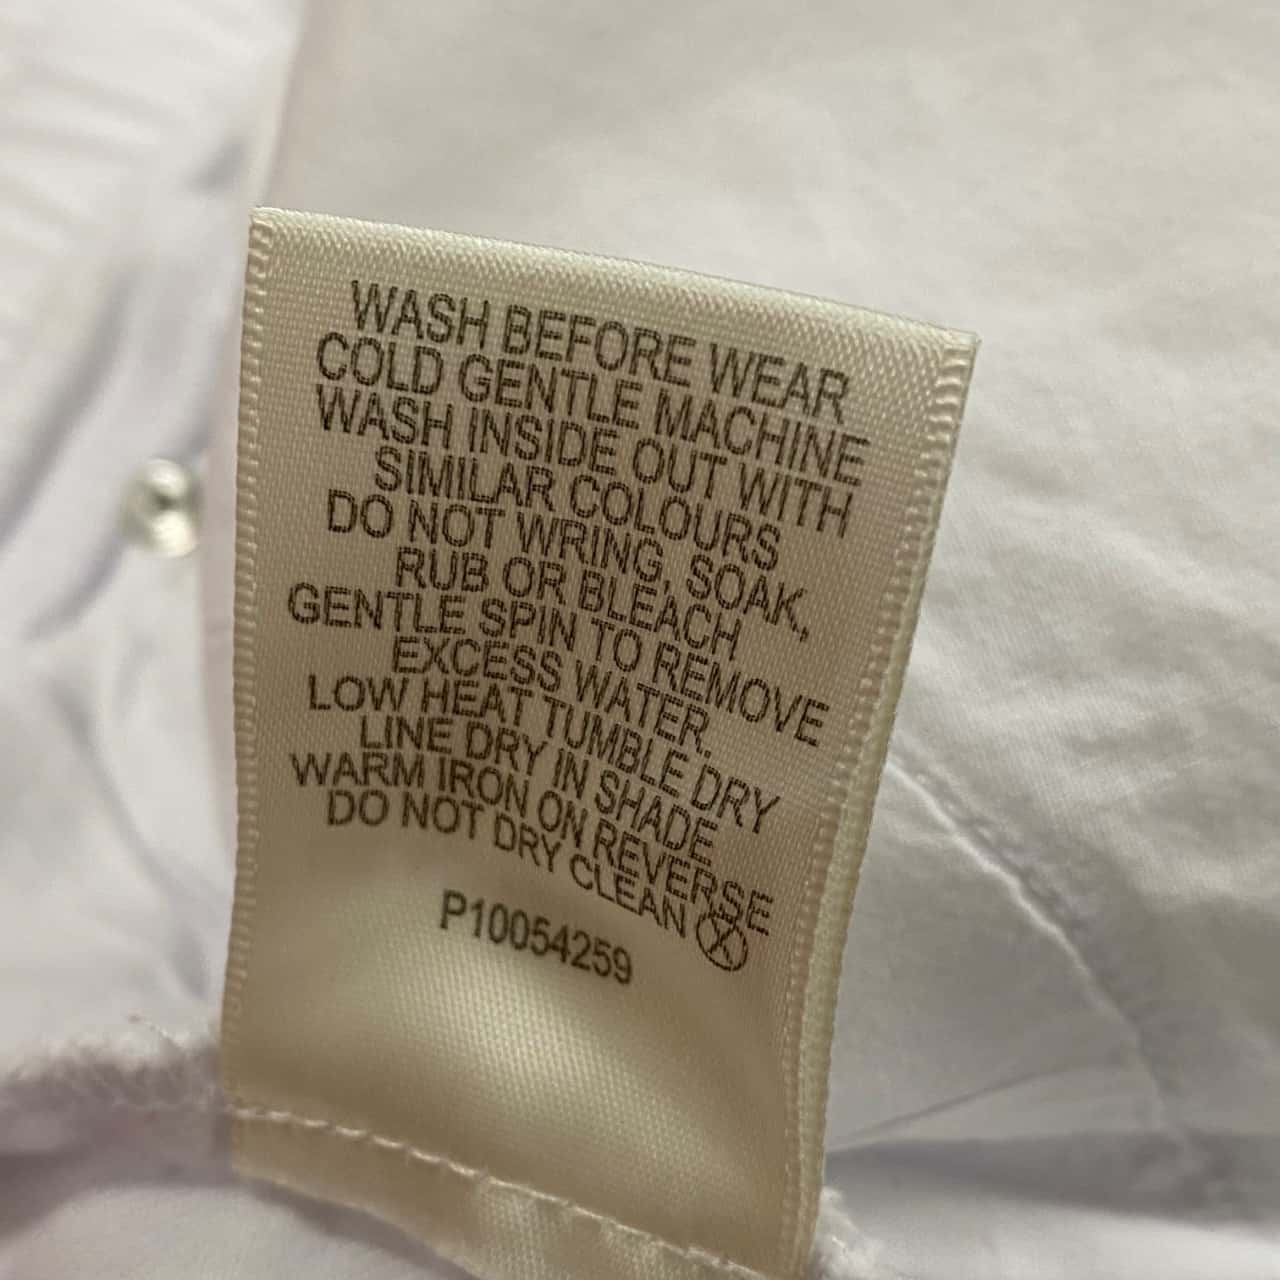 WASH BEFORE WEAR
COLD GENTLE MACHINE
WASH INSIDE OUT WITH
SIMILAR COLOURS
DO NOT WRING, SOAK,
RUB OR BLEACH
GENTLE SPIN TO REMOVE
EXCESS WATER.
LOW HEAT TUMBLE DRY
LINE DRY IN SHADE
WARM IRON ON REVERSE
DO NOT DRY CLEAN
P10054259